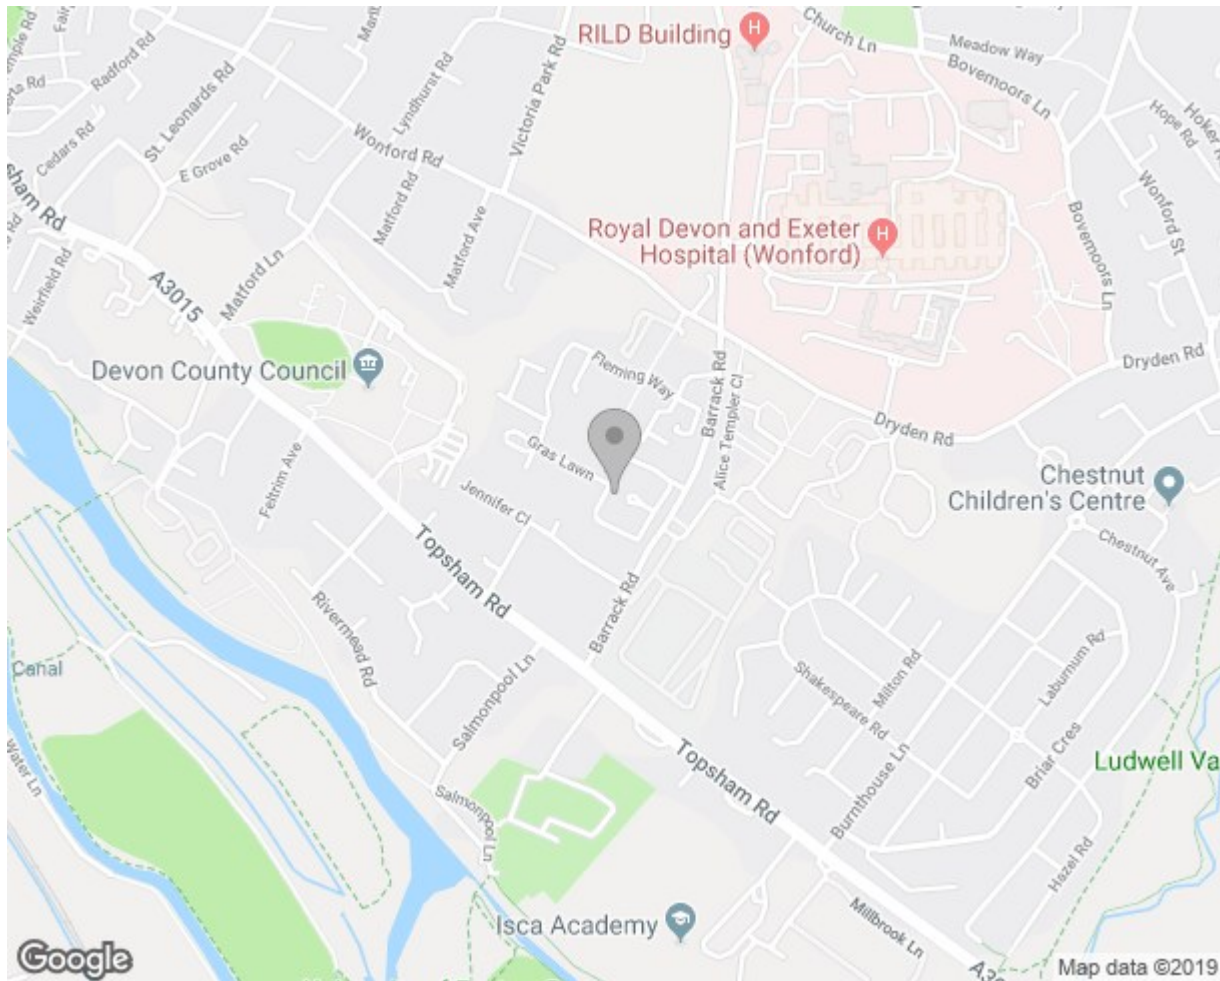 RILD Building
H
Church Ln
Meadow Way
Bovemoors Ln
Hope Rd
Wonford St
Radford Rd
St. Leonards Rd
Lyndhurst Rd
Victoria Park Rd
Cedars Rd
E Grove Rd
Wonford Rd
Matford Rd
Matford Ave
Royal Devon and Exeter
Hospital (Wonford)
H
Bovemoors Ln
sham Rd
A3015
Weirfield Rd
Matford Ln
Devon County Council
Fleming Way
Barrack Rd
Alice Templer Cl
Dryden Rd
Dryden Rd
Gras Lawn
Feltrim Ave
Jennifer Cl
Chestnut
Children's Centre
Chestnut Ave
Topsham Rd
Rivermead Rd
Barrack Rd
Canal
Water Ln
Salmonpool Ln
Shakespeare Rd
Milton Rd
Laburnum Rd
Briar Cres
Burnthouse Ln
Ludwell Va
Topsham Rd
Salmonpool Ln
Hazel Rd
Isca Academy
Millbrook Ln
Google
Map data ©2019